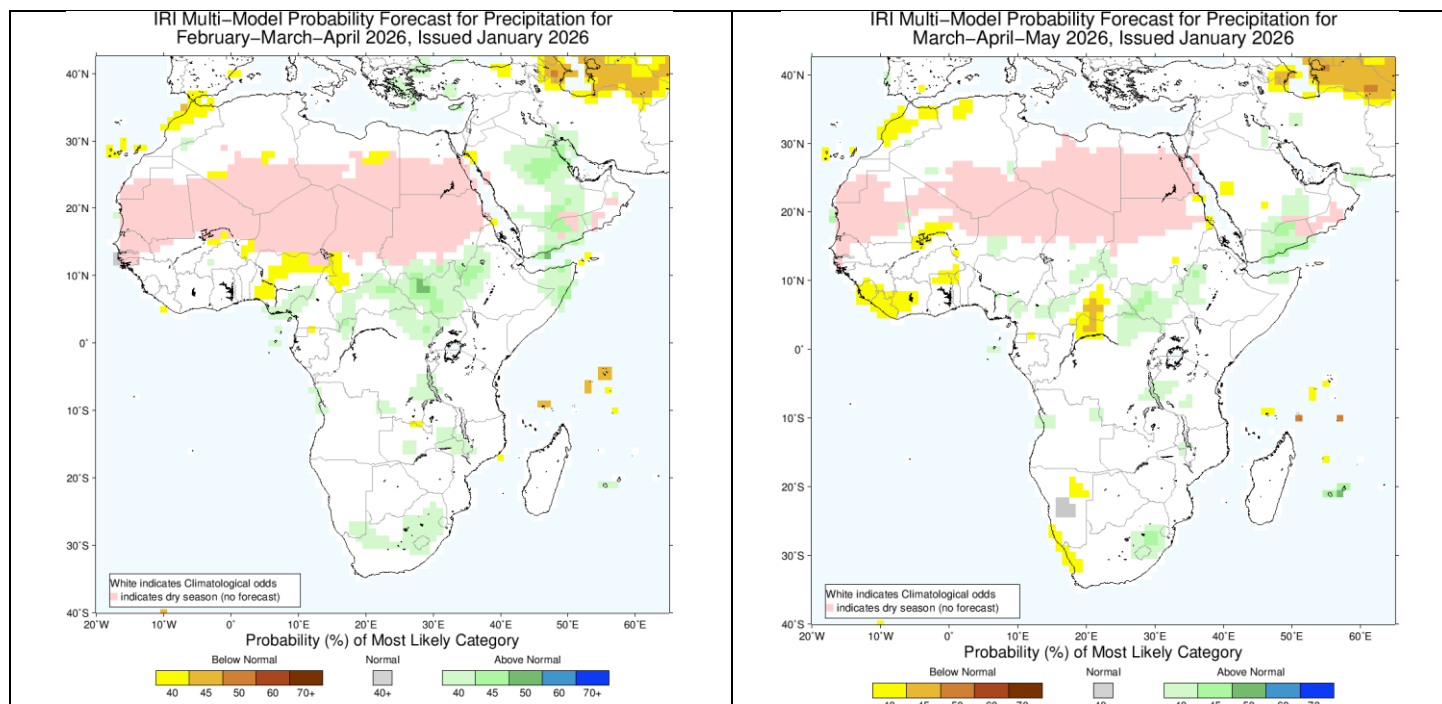 IRI Multi-Model Probability Forecast for Precipitation for
February-March-April 2026, Issued January 2026
40˚N
30˚N
20˚N
10˚N
0˚
10˚S
20˚S
30˚S
40˚S
White indicates Climatological odds
indicates dry season (no forecast)
20˚W 10˚W 0˚ 10˚E 20˚E 30˚E 40˚E 50˚E 60˚E
Probability (%) of Most Likely Category
Below Normal Normal Above Normal
40 45 50 60 70+ 40+ 40 45 50 60 70+
IRI Multi-Model Probability Forecast for Precipitation for
March-April-May 2026, Issued January 2026
40˚N
30˚N
20˚N
10˚N
0˚
10˚S
20˚S
30˚S
40˚S
White indicates Climatological odds
indicates dry season (no forecast)
20˚W 10˚W 0˚ 10˚E 20˚E 30˚E 40˚E 50˚E 60˚E
Probability (%) of Most Likely Category
Below Normal Normal Above Normal